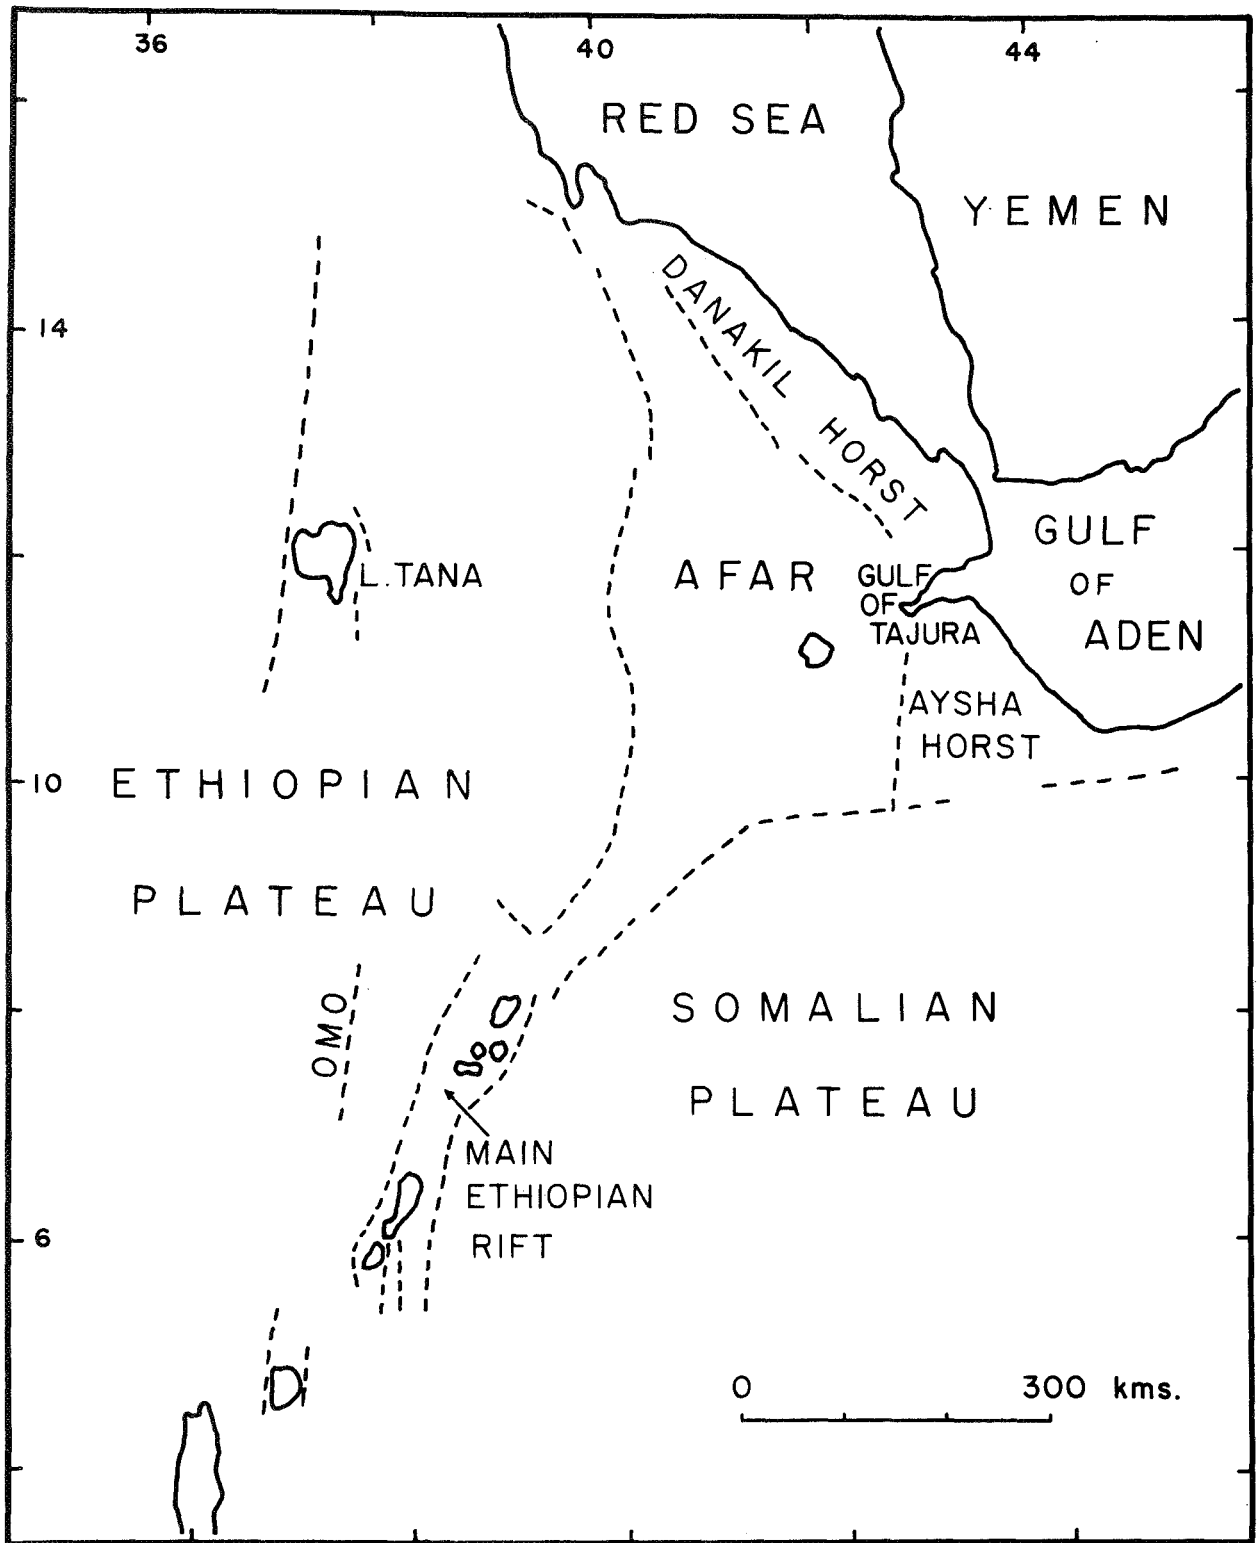 36
40
44
RED SEA
YEMEN
DANAKIL HORST
14
GULF
OF
ADEN
L.TANA
AFAR
GULF
OF
TAJURA
AYSHA
HORST
10
ETHIOPIAN
PLATEAU
OMO
SOMALIAN
PLATEAU
MAIN
ETHIOPIAN
RIFT
6
0 300 kms.